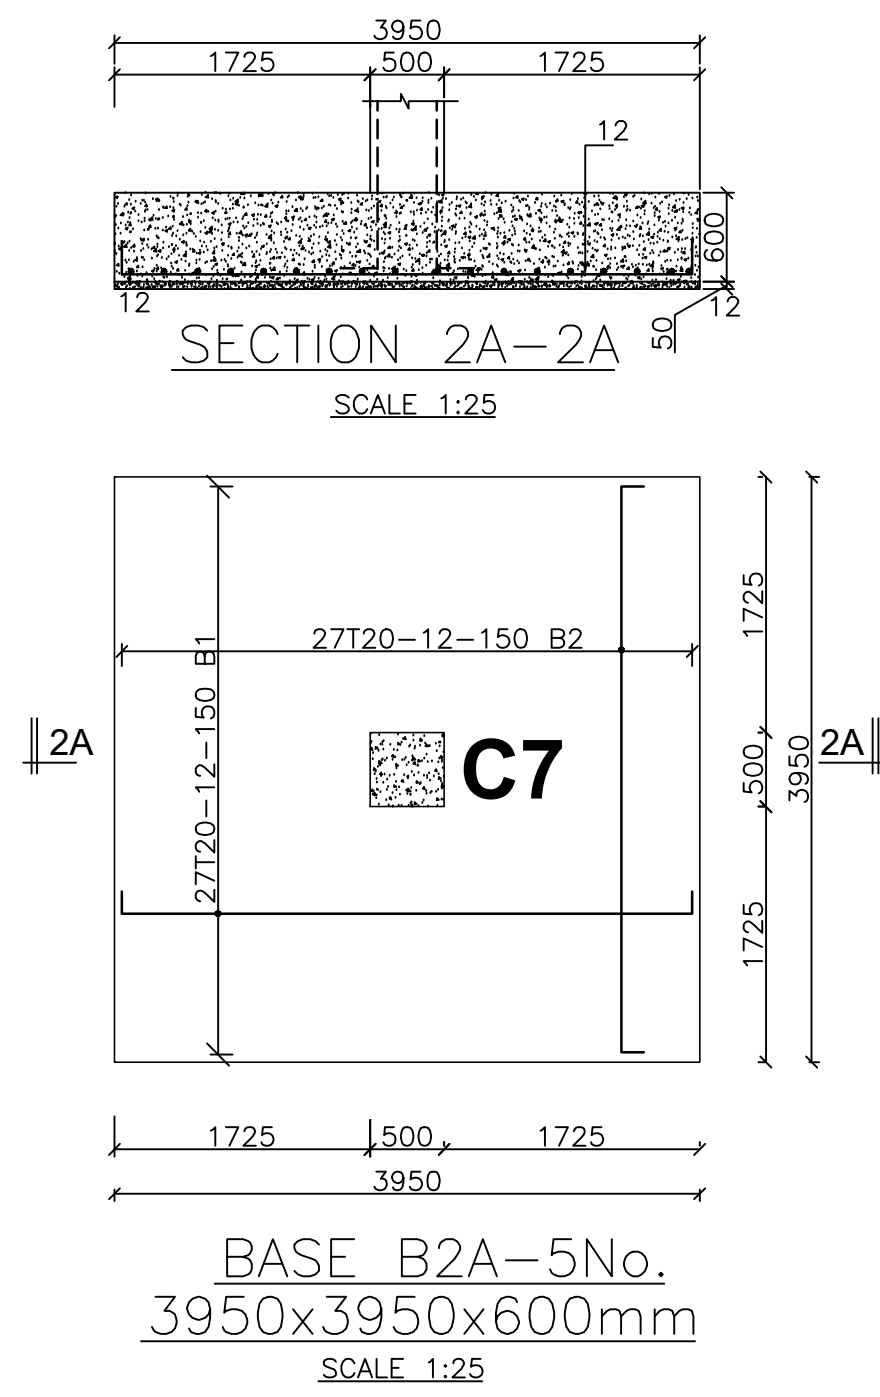 3950
1725 500 1725
12
600
12 12
50
SECTION 2A-2A
SCALE 1:25
27T20-12-150 B2
27T20-12-150 B1
2A C7 2A
1725
500
1725
3950
1725 500 1725
3950
BASE B2A-5No.
3950x3950x600mm
SCALE 1:25